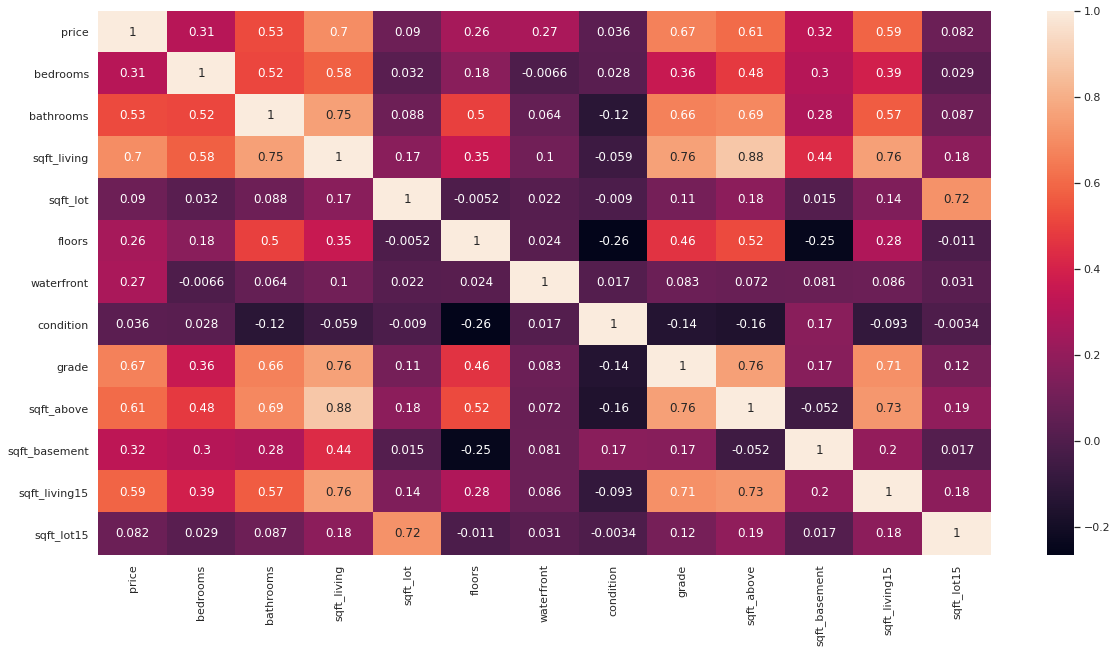 price 1 0.31 0.53 0.7 0.09 0.26 0.27 0.036 0.67 0.61 0.32 0.59 0.082
bedrooms 0.31 1 0.52 0.58 0.032 0.18 -0.0066 0.028 0.36 0.48 0.3 0.39 0.029
bathrooms 0.53 0.52 1 0.75 0.088 0.5 0.064 -0.12 0.66 0.69 0.28 0.57 0.087
sqft_living 0.7 0.58 0.75 1 0.17 0.35 0.1 -0.059 0.76 0.88 0.44 0.76 0.18
sqft_lot 0.09 0.032 0.088 0.17 1 -0.0052 0.022 -0.009 0.11 0.18 0.015 0.14 0.72
floors 0.26 0.18 0.5 0.35 -0.0052 1 0.024 -0.26 0.46 0.52 -0.25 0.28 -0.011
waterfront 0.27 -0.0066 0.064 0.1 0.022 0.024 1 0.017 0.083 0.072 0.081 0.086 0.031
condition 0.036 0.028 -0.12 -0.059 -0.009 -0.26 0.017 1 -0.14 -0.16 0.17 -0.093 -0.0034
grade 0.67 0.36 0.66 0.76 0.11 0.46 0.083 -0.14 1 0.76 0.17 0.71 0.12
sqft_above 0.61 0.48 0.69 0.88 0.18 0.52 0.072 -0.16 0.76 1 -0.052 0.73 0.19
sqft_basement 0.32 0.3 0.28 0.44 0.015 -0.25 0.081 0.17 0.17 -0.052 1 0.2 0.017
sqft_living15 0.59 0.39 0.57 0.76 0.14 0.28 0.086 -0.093 0.71 0.73 0.2 1 0.18
sqft_lot15 0.082 0.029 0.087 0.18 0.72 -0.011 0.031 -0.0034 0.12 0.19 0.017 0.18 1
price bedrooms bathrooms sqft_living sqft_lot floors waterfront condition grade sqft_above sqft_basement sqft_living15 sqft_lot15
1.0
0.8
0.6
0.4
0.2
0.0
−0.2